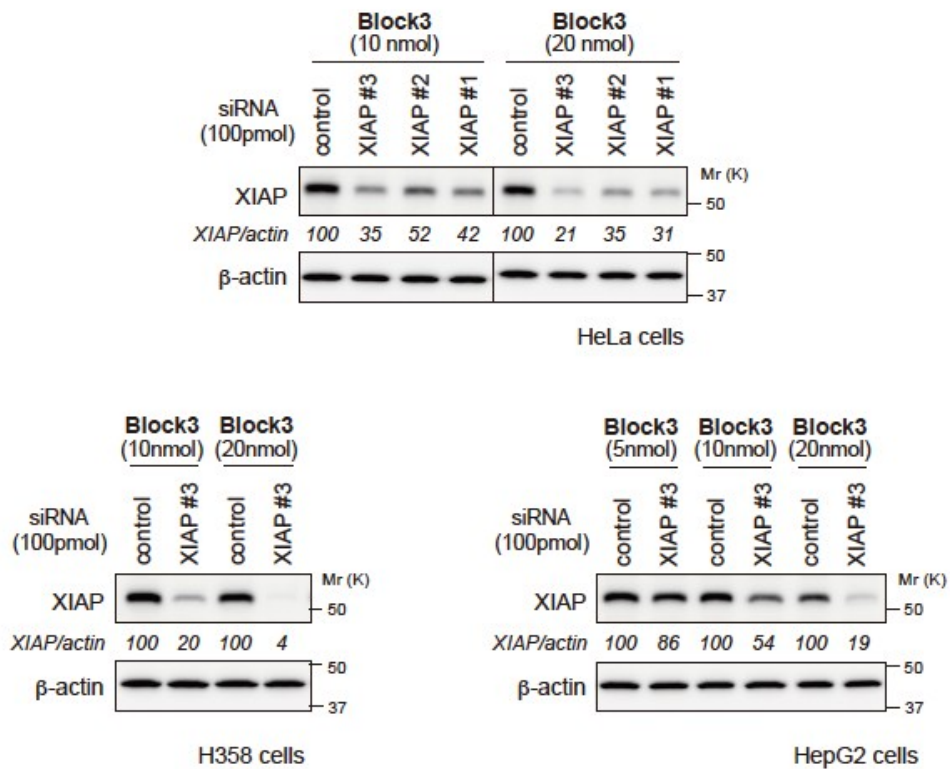 Block3 Block3
(10 nmol) (20 nmol)
siRNA
(100pmol)
control XIAP #3 XIAP #2 XIAP #1 control XIAP #3 XIAP #2 XIAP #1
Mr (K)
XIAP
50
XIAP/actin 100 35 52 42 100 21 35 31
50
β-actin
37
HeLa cells
Block3 Block3
(10nmol) (20nmol)
siRNA
(100pmol)
control XIAP #3 control XIAP #3
Mr (K)
XIAP
50
XIAP/actin 100 20 100 4
50
β-actin
37
H358 cells
Block3 Block3 Block3
(5nmol) (10nmol) (20nmol)
siRNA
(100pmol)
control XIAP #3 control XIAP #3 control XIAP #3
Mr (K)
XIAP
50
XIAP/actin 100 86 100 54 100 19
50
β-actin
37
HepG2 cells